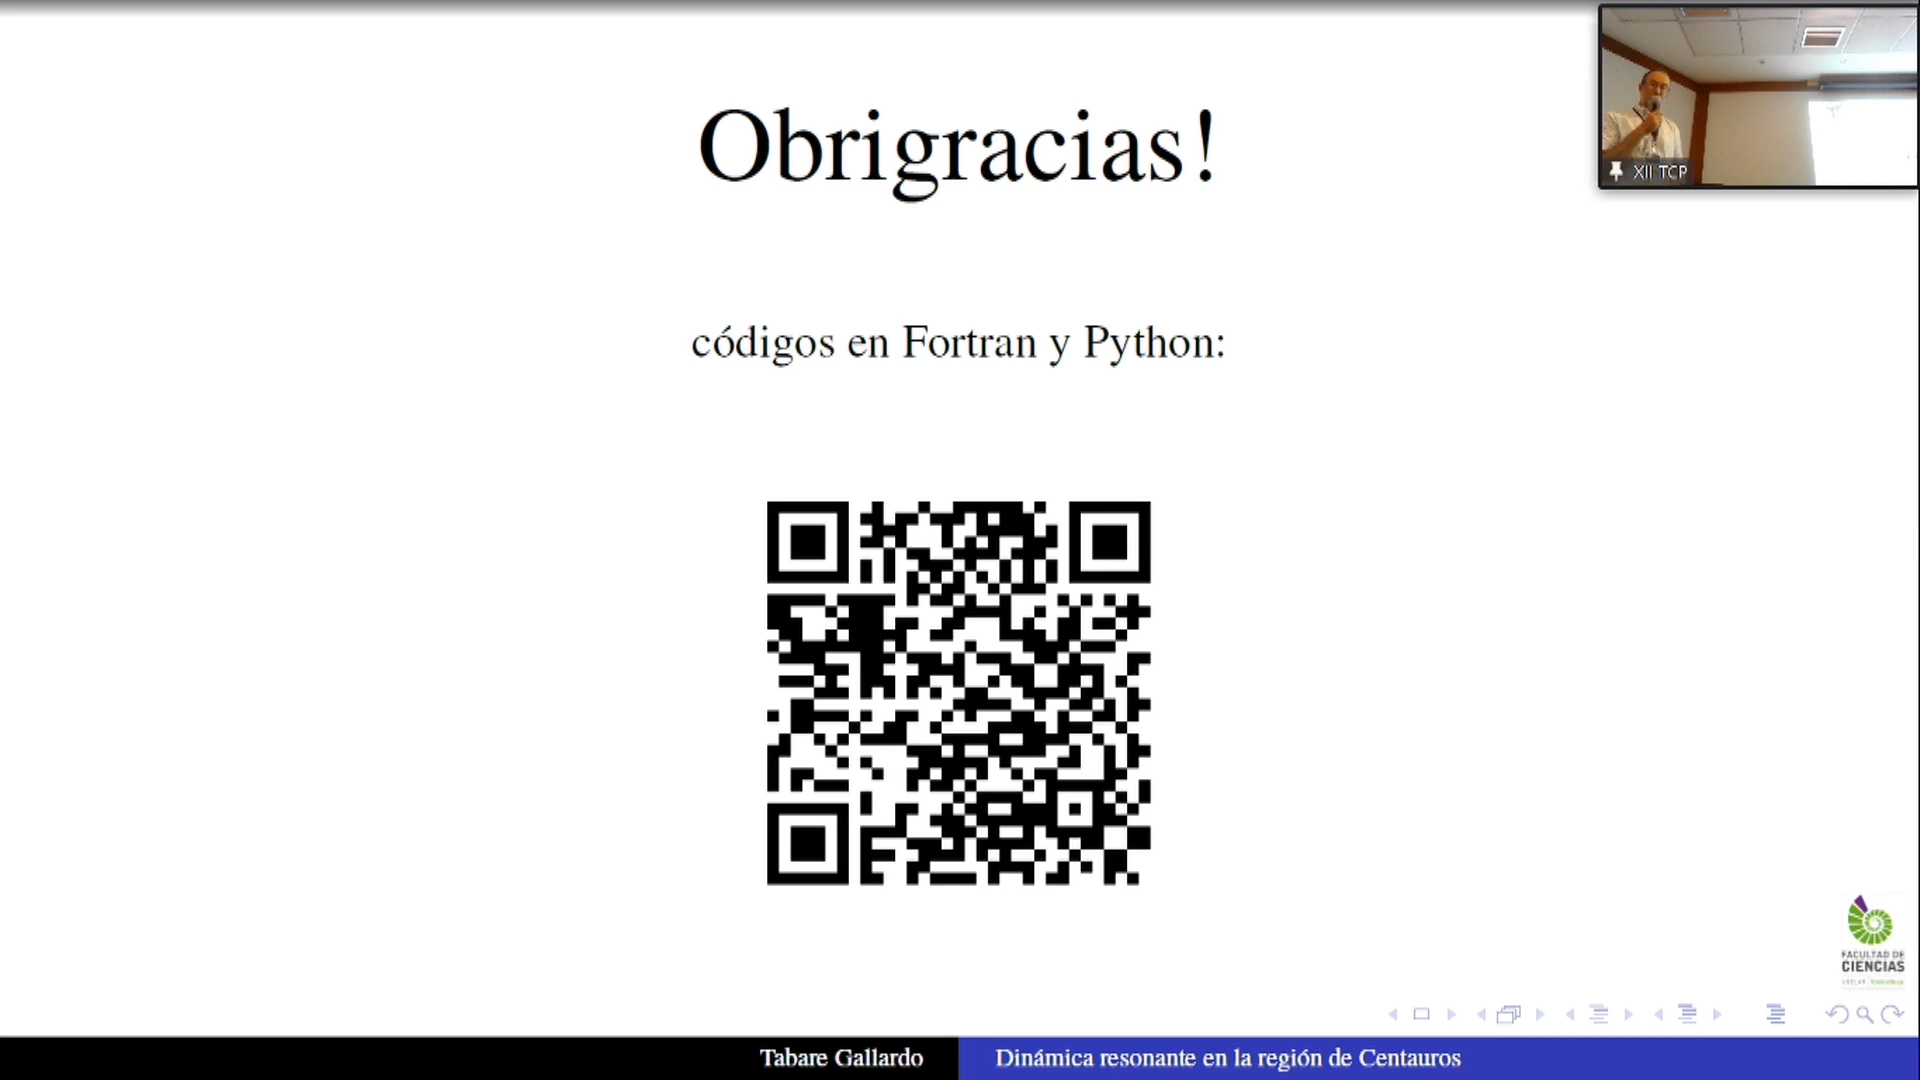 Obrigracias!
XII TCP
códigos en Fortran y Python:
FACULTAD DE
CIENCIAS
Tabare Gallardo
Dinámica resonante en la región de Centauros